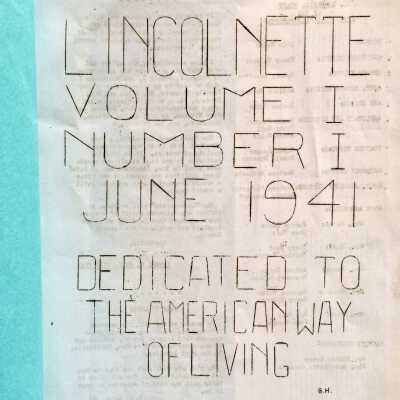 LINCOLNETTE
VOLUME I
NUMBER I
JUNE 1941
DEDICATED TO
THE AMERICAN WAY
OF LIVING
G.H.